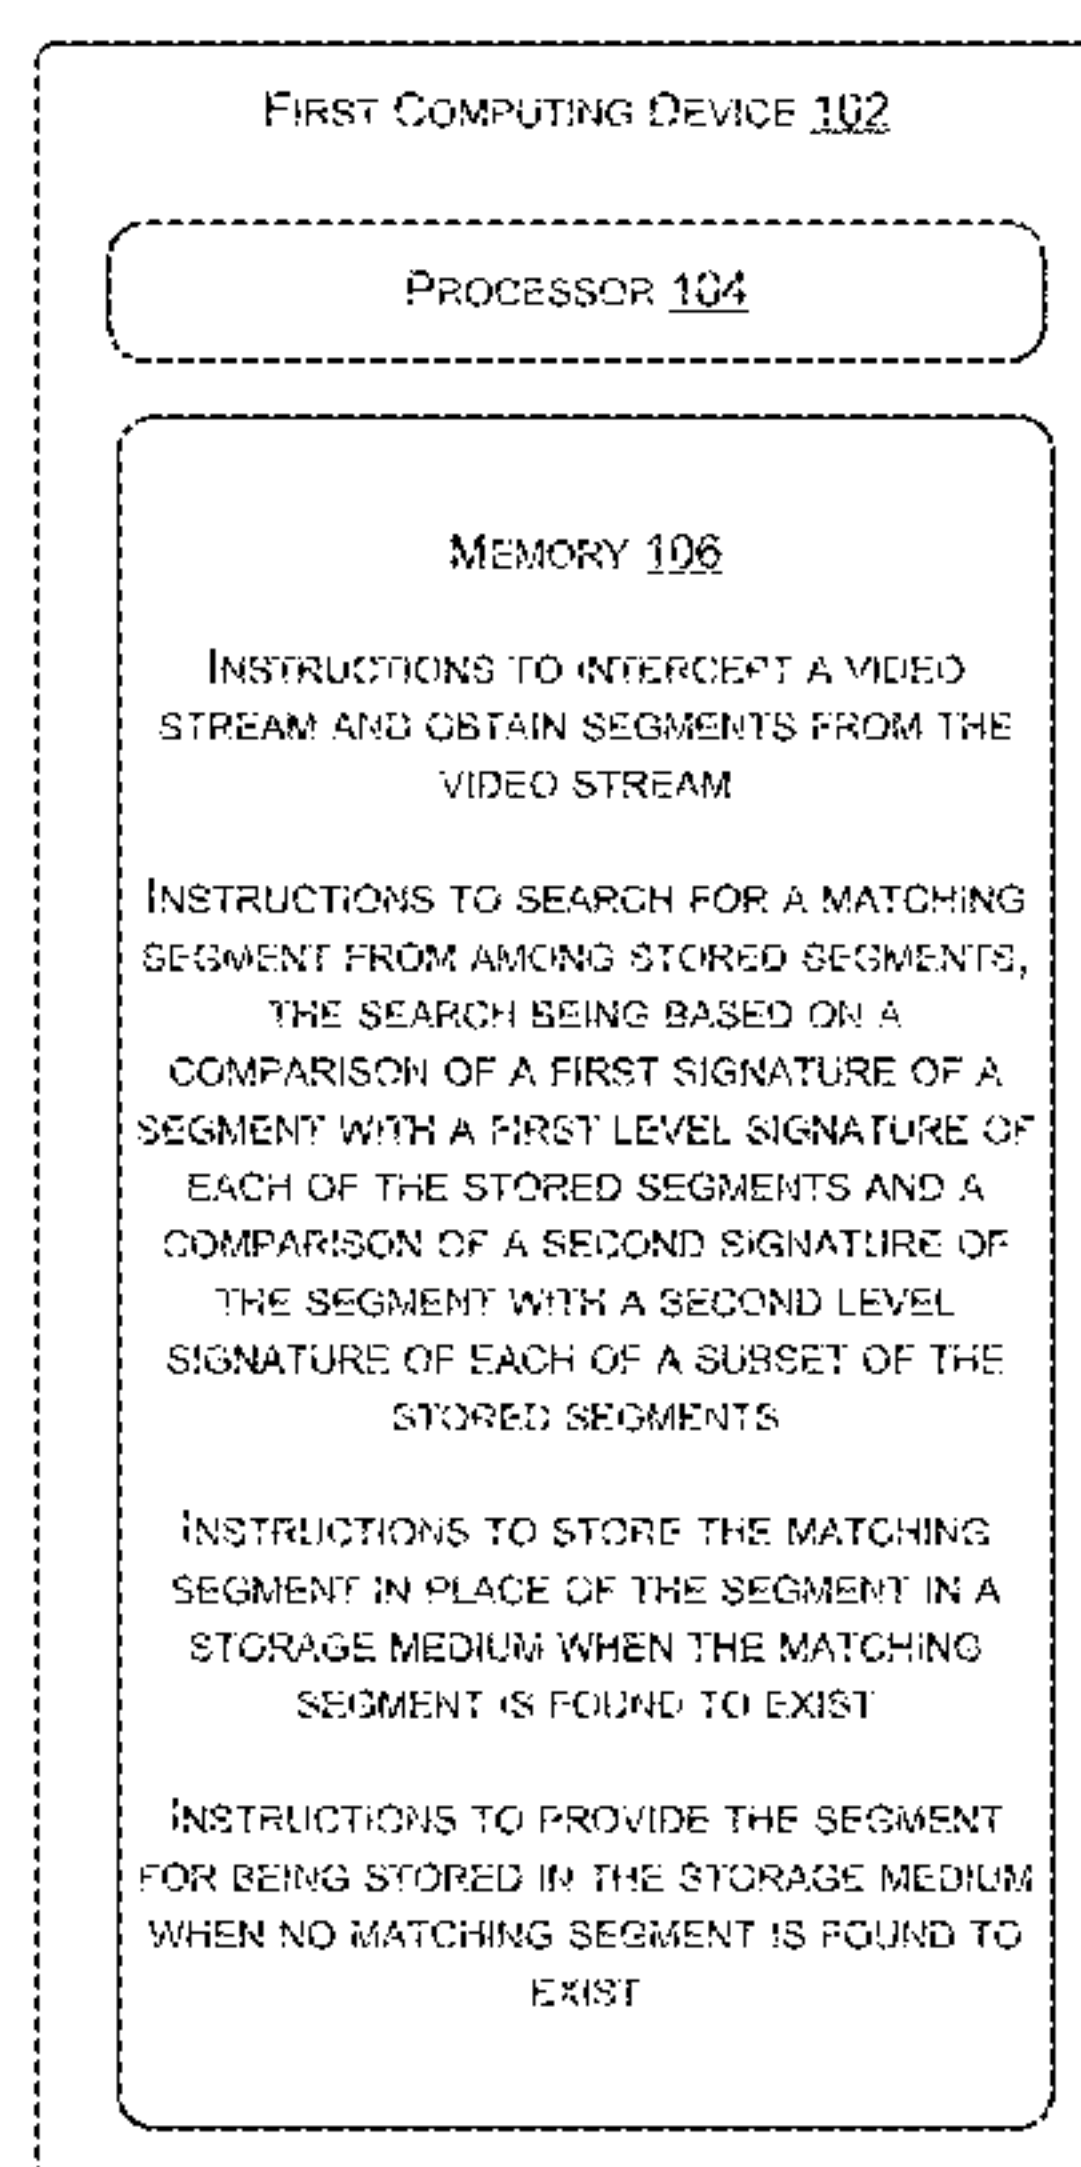 FIRST COMPUTING DEVICE 102
PROCESSOR 104
MEMORY 106
INSTRUCTIONS TO INTERCEPT A VIDEO
STREAM AND OBTAIN SEGMENTS FROM THE
VIDEO STREAM
INSTRUCTIONS TO SEARCH FOR A MATCHING
SEGMENT FROM AMONG STORED SEGMENTS,
THE SEARCH BEING BASED ON A
COMPARISON OF A FIRST SIGNATURE OF A
SEGMENT WITH A FIRST LEVEL SIGNATURE OF
EACH OF THE STORED SEGMENTS AND A
COMPARISON OF A SECOND SIGNATURE OF
THE SEGMENT WITH A SECOND LEVEL
SIGNATURE OF EACH OF A SUBSET OF THE
STORED SEGMENTS
INSTRUCTIONS TO STORE THE MATCHING
SEGMENT IN PLACE OF THE SEGMENT IN A
STORAGE MEDIUM WHEN THE MATCHING
SEGMENT IS FOUND TO EXIST
INSTRUCTIONS TO PROVIDE THE SEGMENT
FOR BEING STORED IN THE STORAGE MEDIUM
WHEN NO MATCHING SEGMENT IS FOUND TO
EXIST